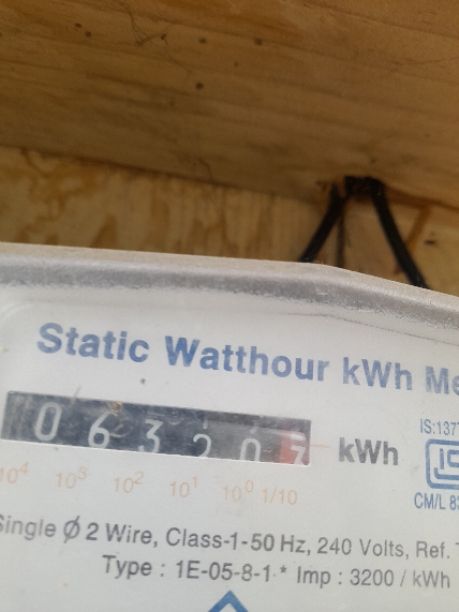 Static Watthour kWh Me
0 6 3 2 0 7 kWh
10⁴ 10³ 10² 10¹ 10⁰ 1/10
IS:137
CM/L 8
Single Ø 2 Wire, Class-1-50 Hz, 240 Volts, Ref.
Type : 1E-05-8-1 * Imp : 3200 / kWh